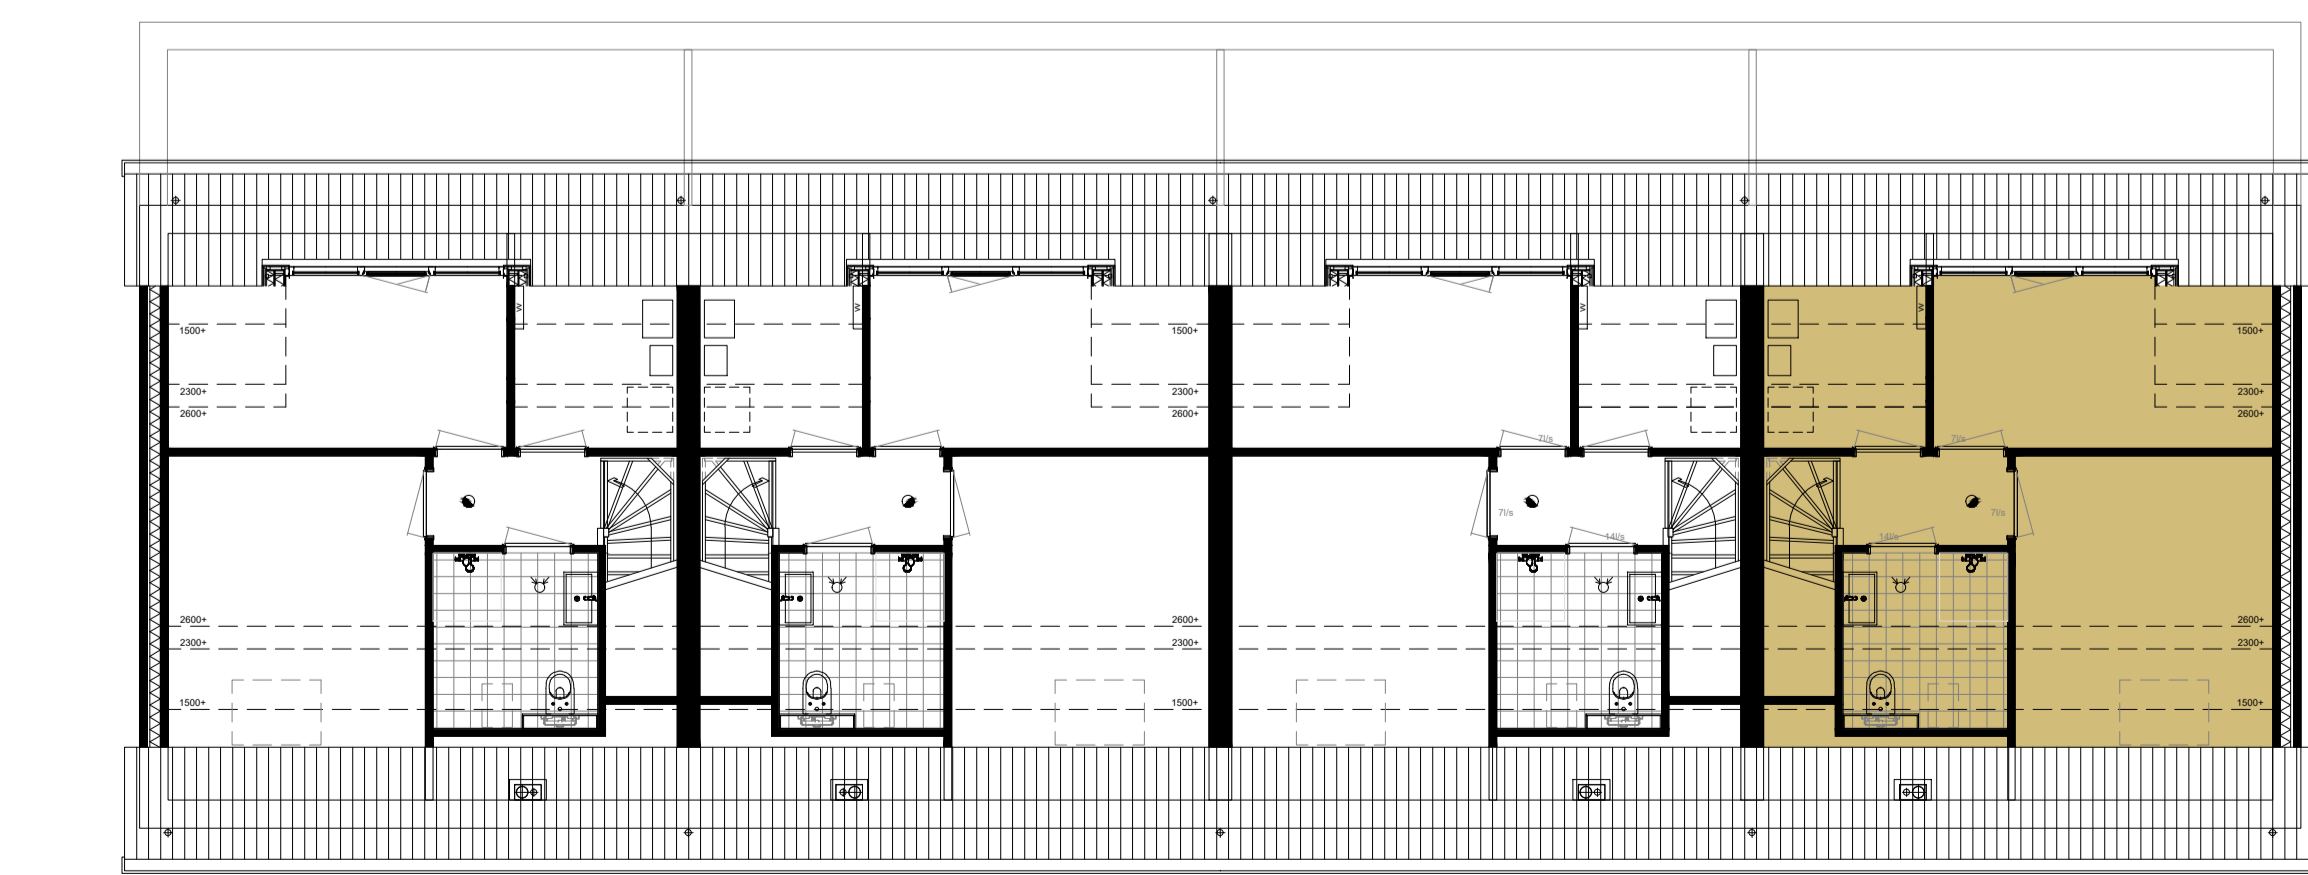 W W W W
1500+ 1500+ 1500+
2300+ 2300+ 2300+
2600+ 2600+ 2600+
7l/s 7l/s
7l/s 7l/s
14l/s 14l/s
2600+ 2600+ 2600+
2300+ 2300+ 2300+
1500+ 1500+ 1500+